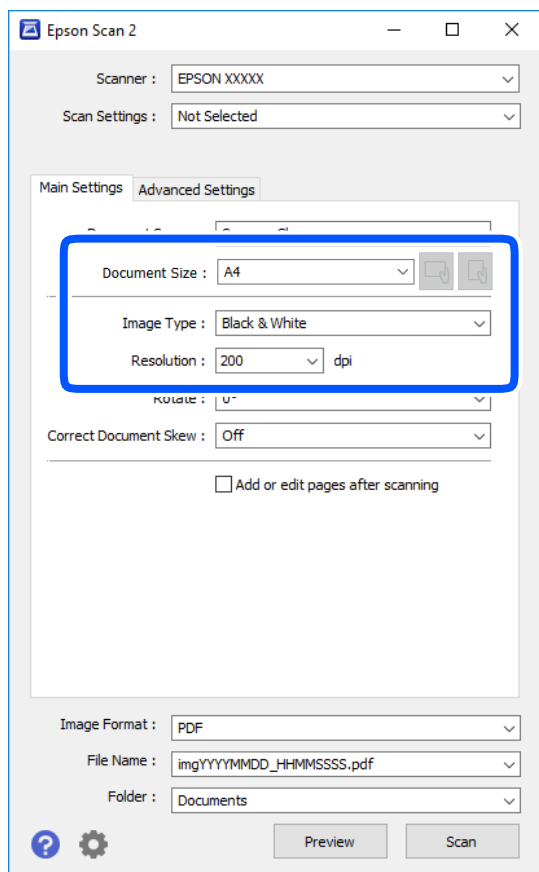 Epson Scan 2
Scanner : EPSON XXXXX
Scan Settings : Not Selected
Main Settings Advanced Settings
Document Size : A4
Image Type : Black & White
Resolution : 200 dpi
Rotate : 0°
Correct Document Skew : Off
Add or edit pages after scanning
Image Format : PDF
File Name : imgYYYYMMDD_HHMMSSSS.pdf
Folder : Documents
? Preview Scan